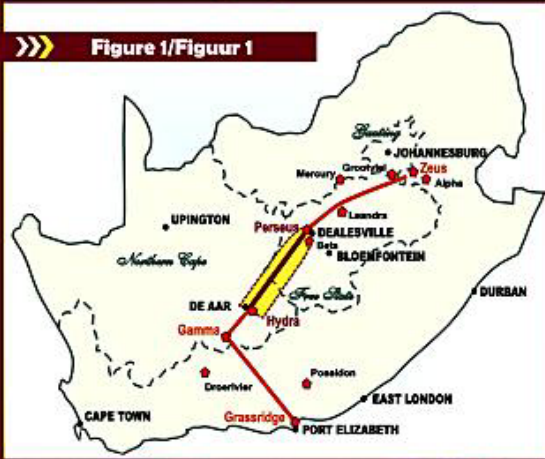 Figure 1/Figuur 1
Gauteng
JOHANNESBURG
Grootvlei
Zeus
Mercury
Alpha
Leandra
UPINGTON
Perseus
DEALESVILLE
Beta
Northern Cape
BLOEMFONTEIN
Free State
DURBAN
DE AAR
Hydra
Gamma
Droerivier
Poseidon
EAST LONDON
CAPE TOWN
Grassridge
PORT ELIZABETH